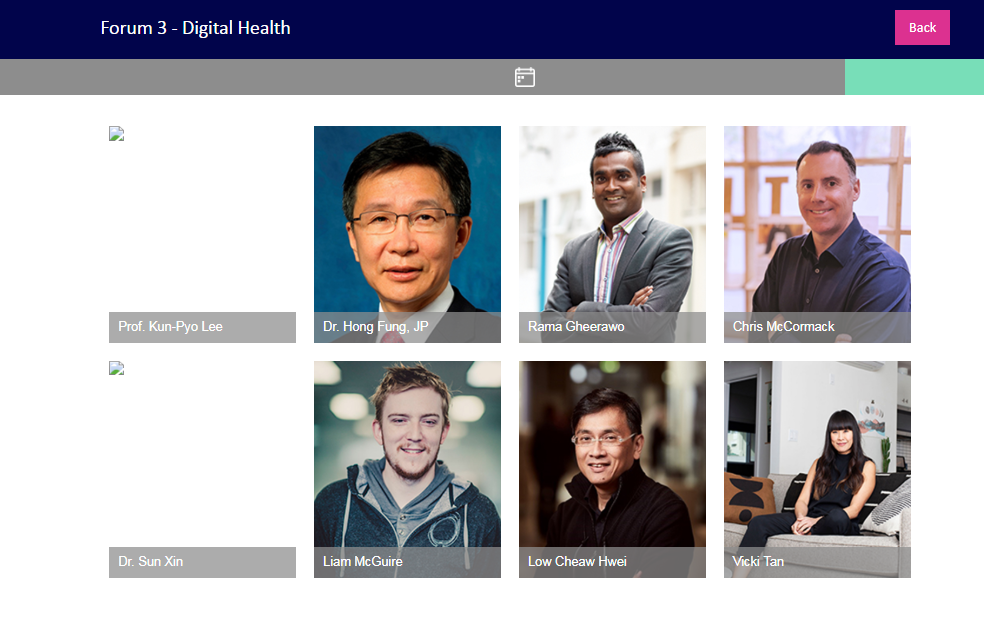 Forum 3 - Digital Health
Back
Prof. Kun-Pyo Lee
Dr. Hong Fung, JP
Rama Gheerawo
Chris McCormack
Dr. Sun Xin
Liam McGuire
Low Cheaw Hwei
Vicki Tan